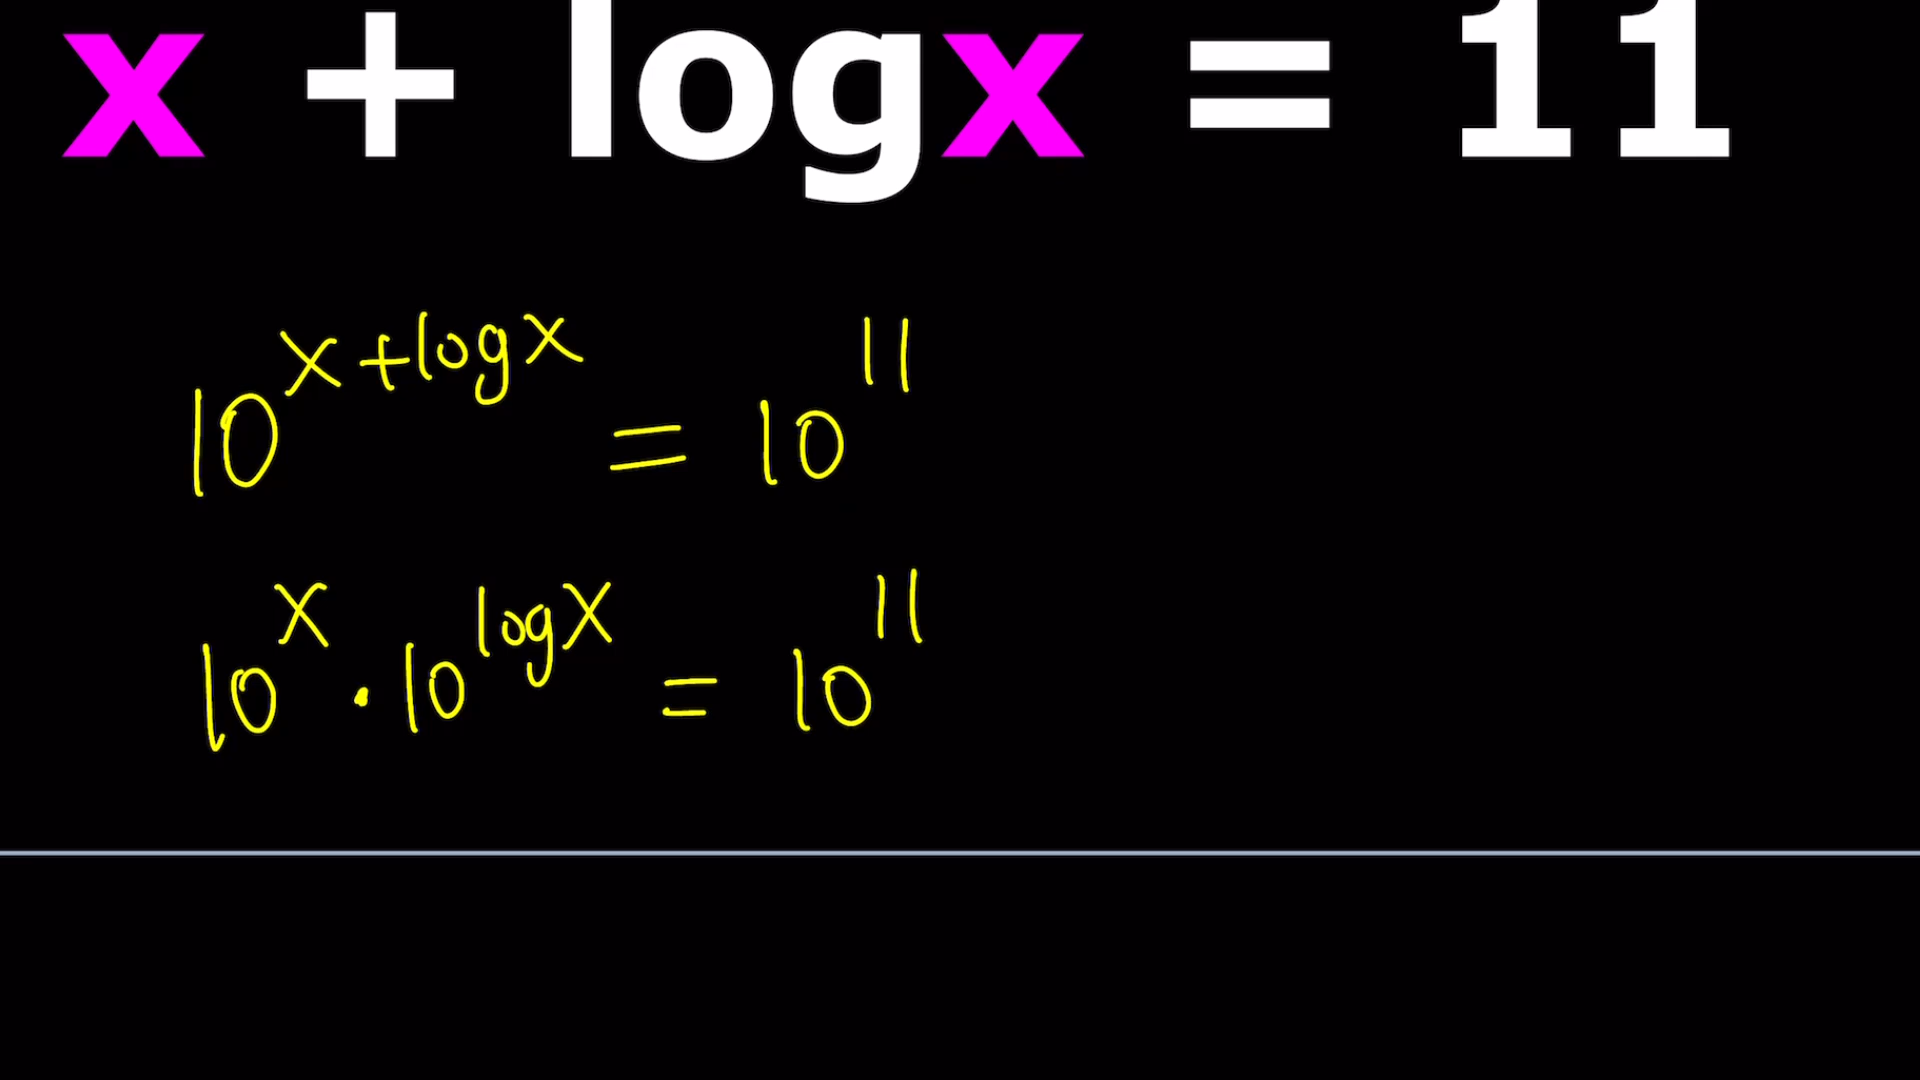 x + logx = 11
10^{x+logx} = 10^{11}
10^{x} · 10^{logx} = 10^{11}